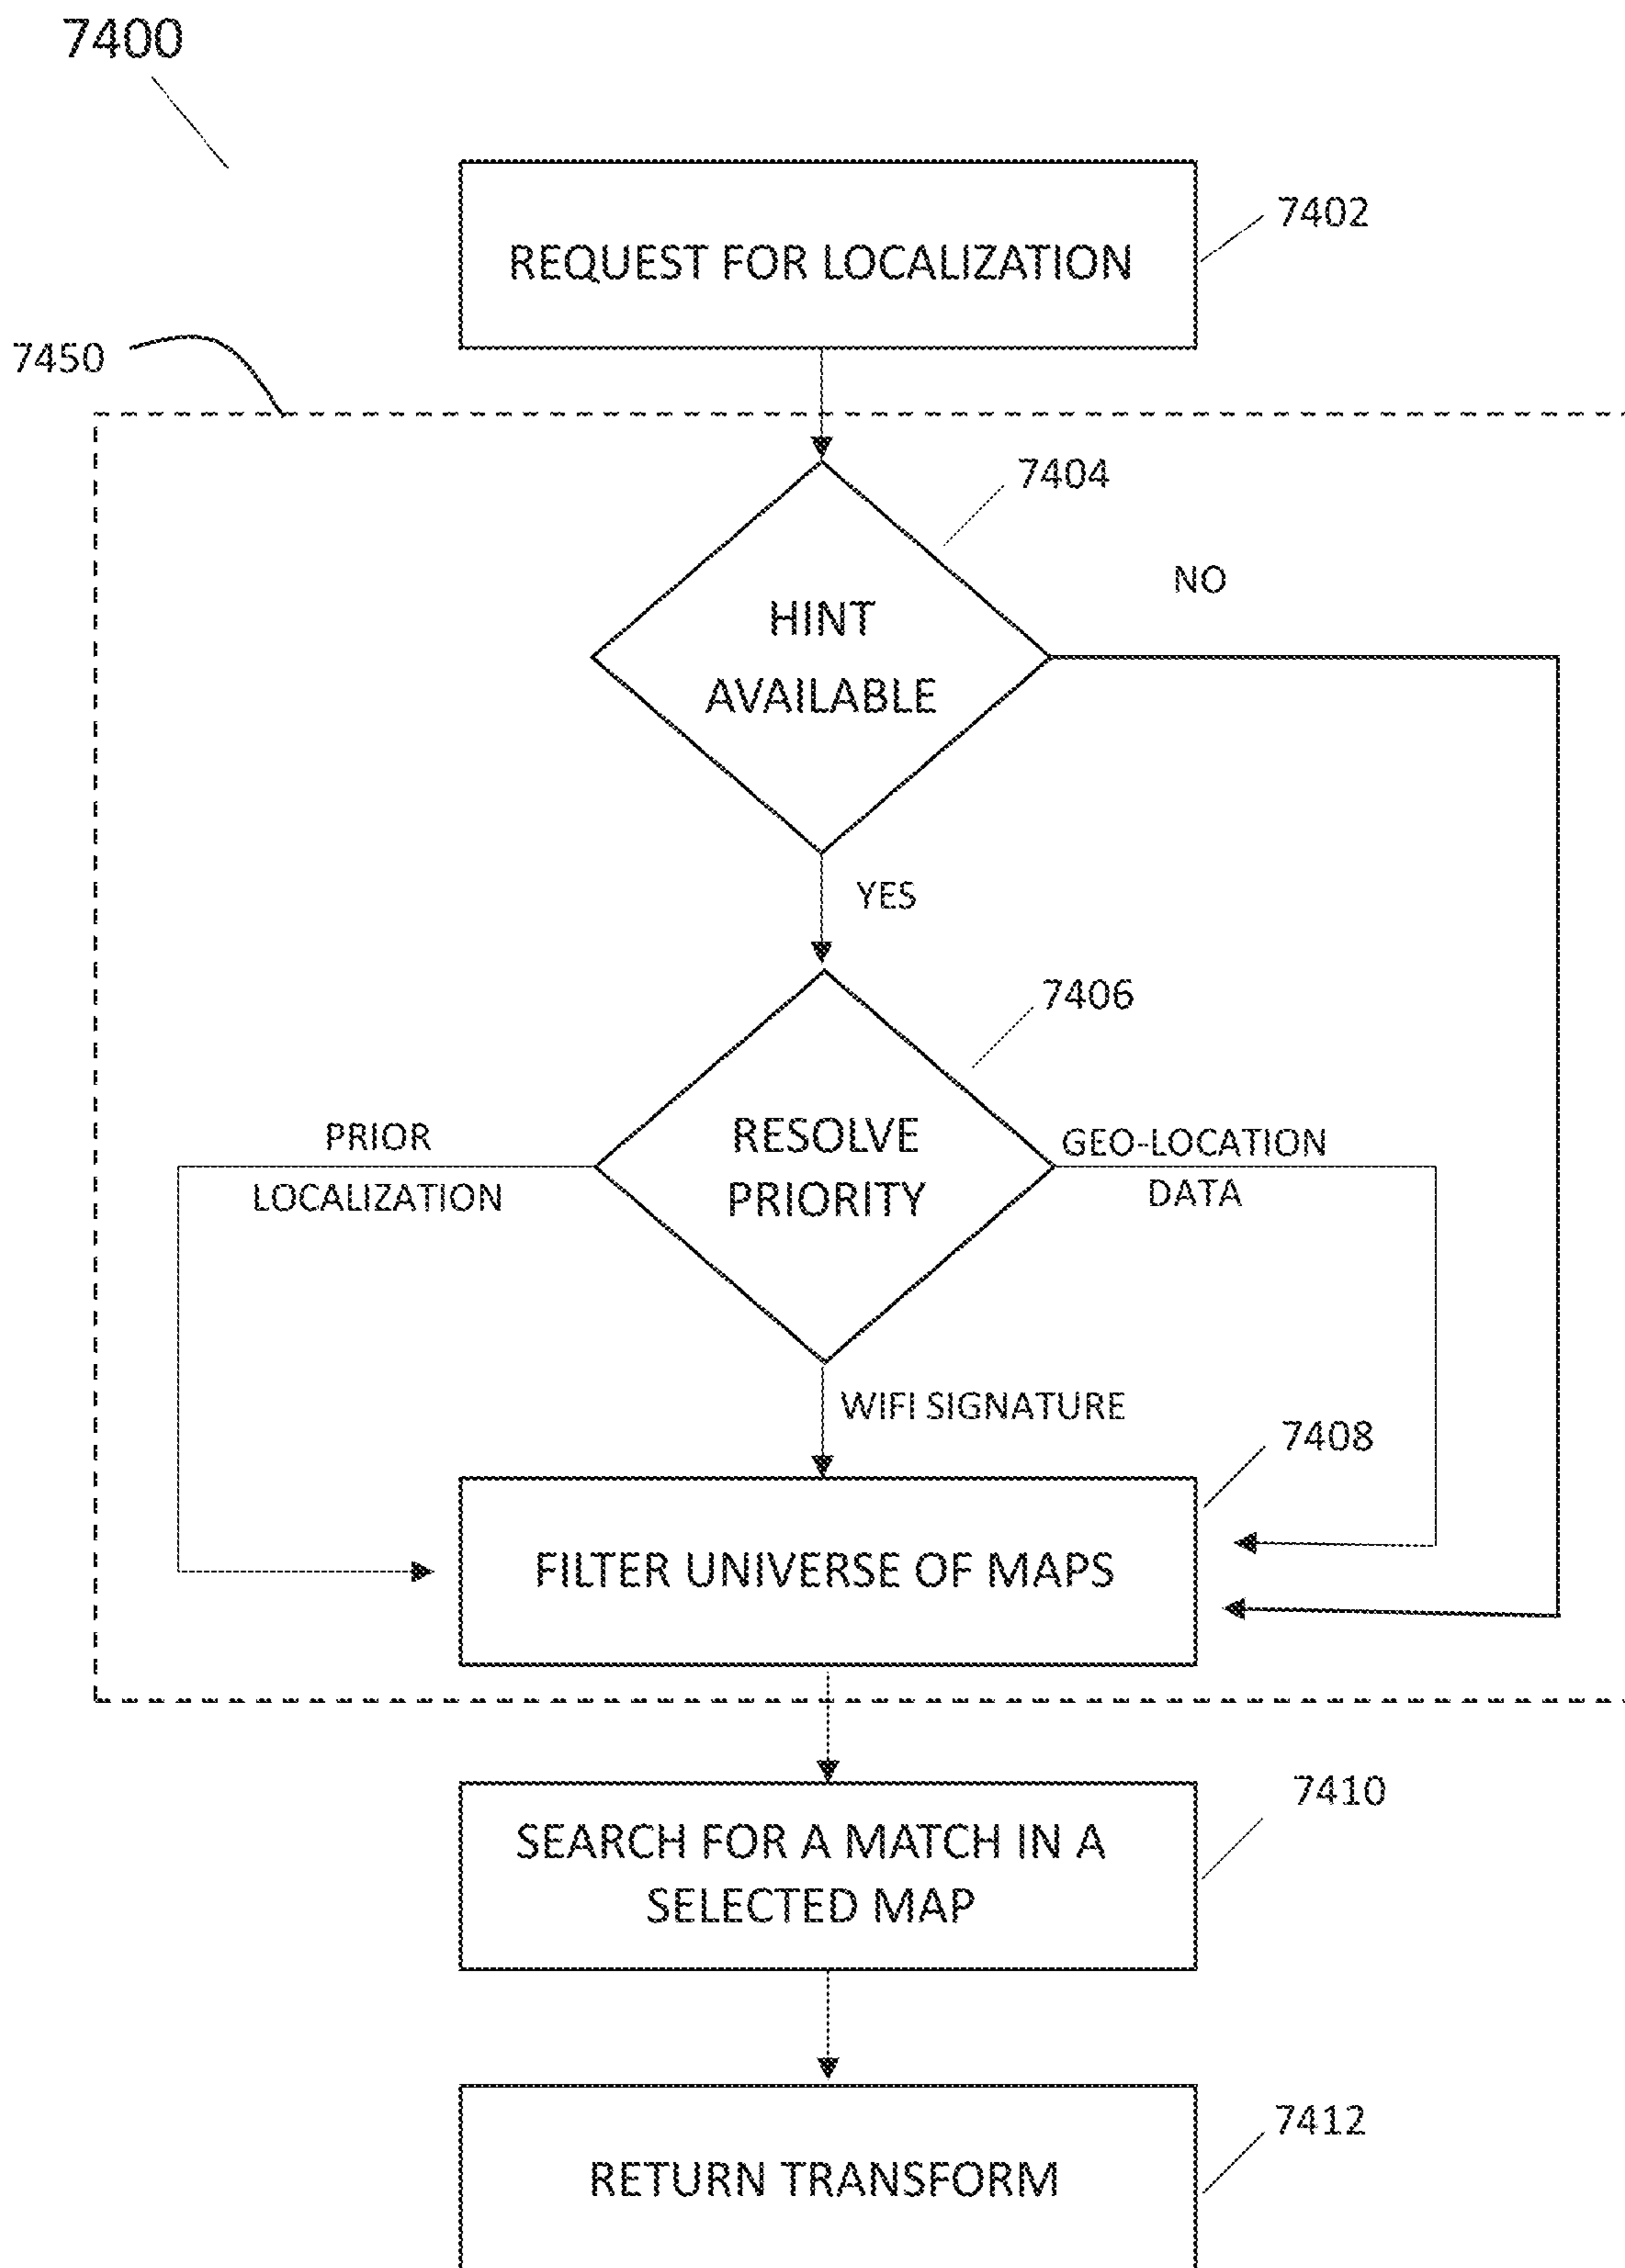 7400
REQUEST FOR LOCALIZATION
7402
7450
7404
HINT
AVAILABLE
NO
YES
7406
RESOLVE
PRIORITY
PRIOR
LOCALIZATION
GEO-LOCATION
DATA
WIFI SIGNATURE
7408
FILTER UNIVERSE OF MAPS
7410
SEARCH FOR A MATCH IN A
SELECTED MAP
7412
RETURN TRANSFORM